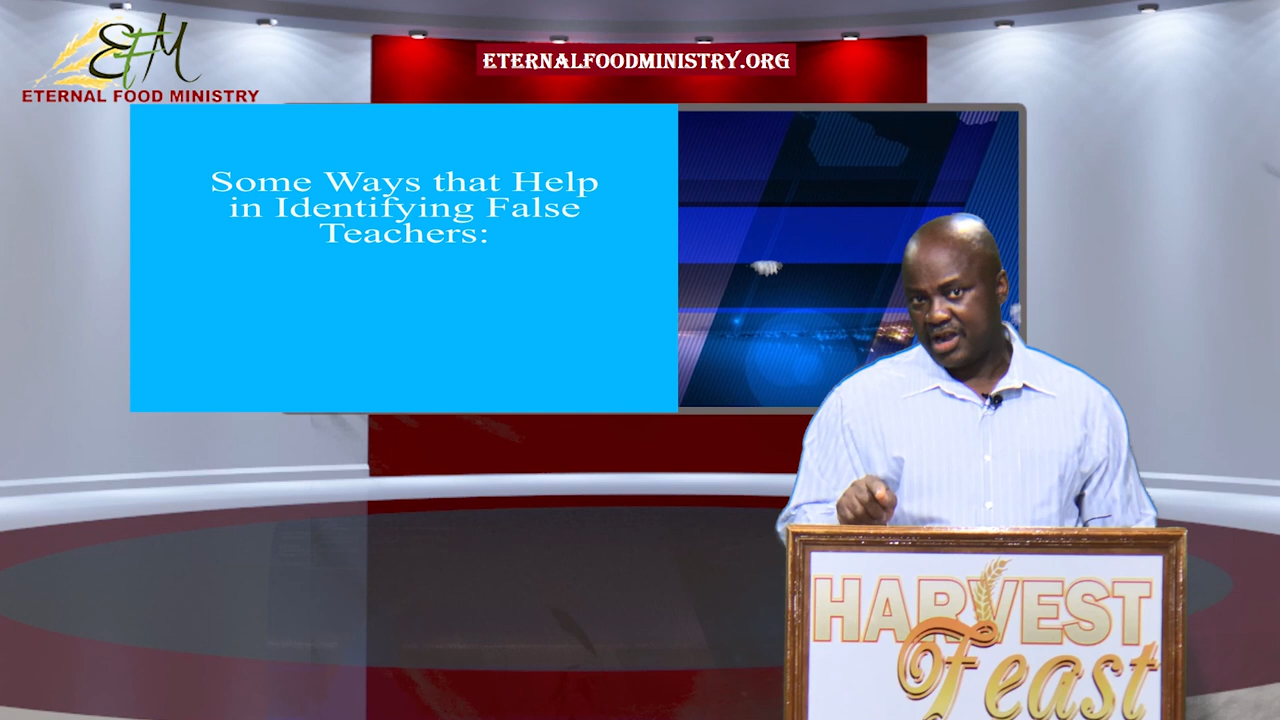 EFM
ETERNAL FOOD MINISTRY
ETERNALFOODMINISTRY.ORG
Some Ways that Help
in Identifying False
Teachers:
HARVEST
Feast